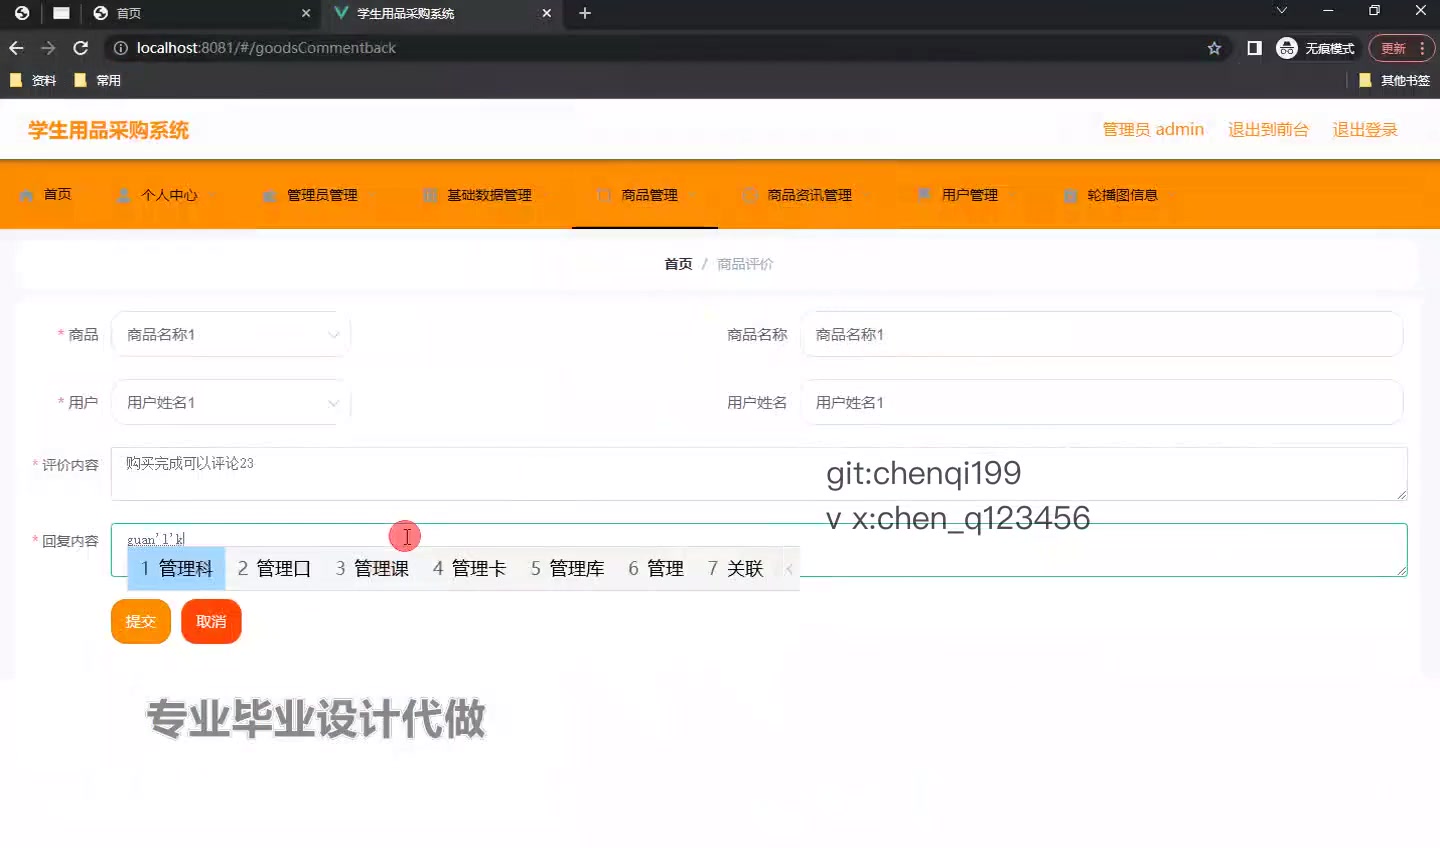 首页
学生用品采购系统
localhost:8081/#/goodsCommentback
无痕模式
更新
资料
常用
其他书签
学生用品采购系统
管理员 admin
退出到前台
退出登录
首页
个人中心
管理员管理
基础数据管理
商品管理
商品资讯管理
用户管理
轮播图信息
首页 / 商品评价
* 商品
商品名称1
商品名称
商品名称1
* 用户
用户姓名1
用户姓名
用户姓名1
* 评价内容
购买完成可以评论23
git:chenqi199
v x:chen_q123456
* 回复内容
guan'l'k
1 管理科 2 管理口 3 管理课 4 管理卡 5 管理库 6 管理 7 关联
提交
取消
专业毕业设计代做